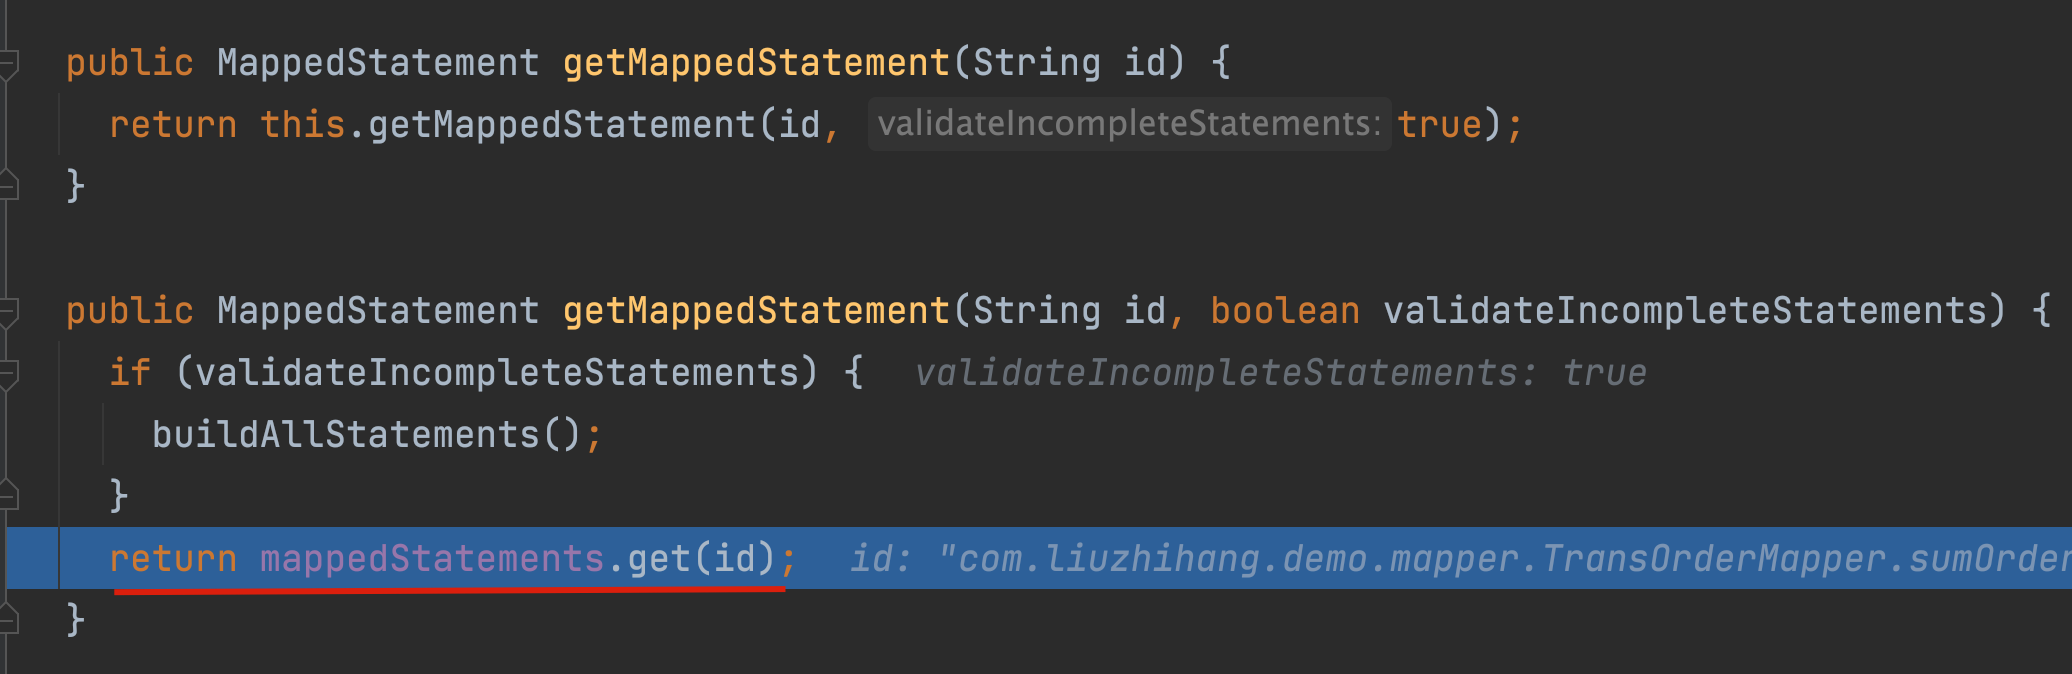 public MappedStatement getMappedStatement(String id) {
return this.getMappedStatement(id, validateIncompleteStatements: true);
}
public MappedStatement getMappedStatement(String id, boolean validateIncompleteStatements) {
if (validateIncompleteStatements) { validateIncompleteStatements: true
buildAllStatements();
}
return mappedStatements.get(id); id: "com.liuzhihang.demo.mapper.TransOrderMapper.sumOrder
}